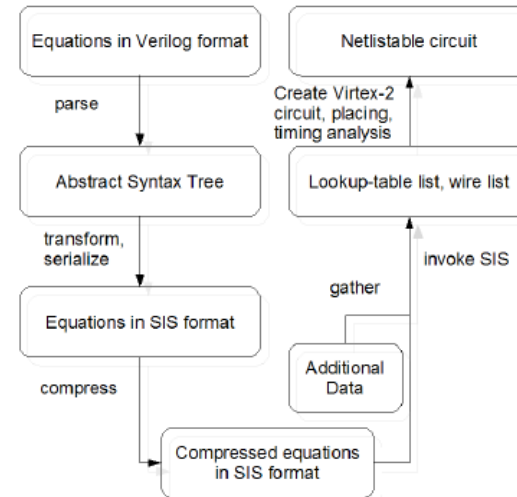 Equations in Verilog format
parse
Abstract Syntax Tree
transform,
serialize
Equations in SIS format
compress
Compressed equations
in SIS format
Additional
Data
gather
invoke SIS
Lookup-table list, wire list
Create Virtex-2
circuit, placing,
timing analysis
Netlistable circuit